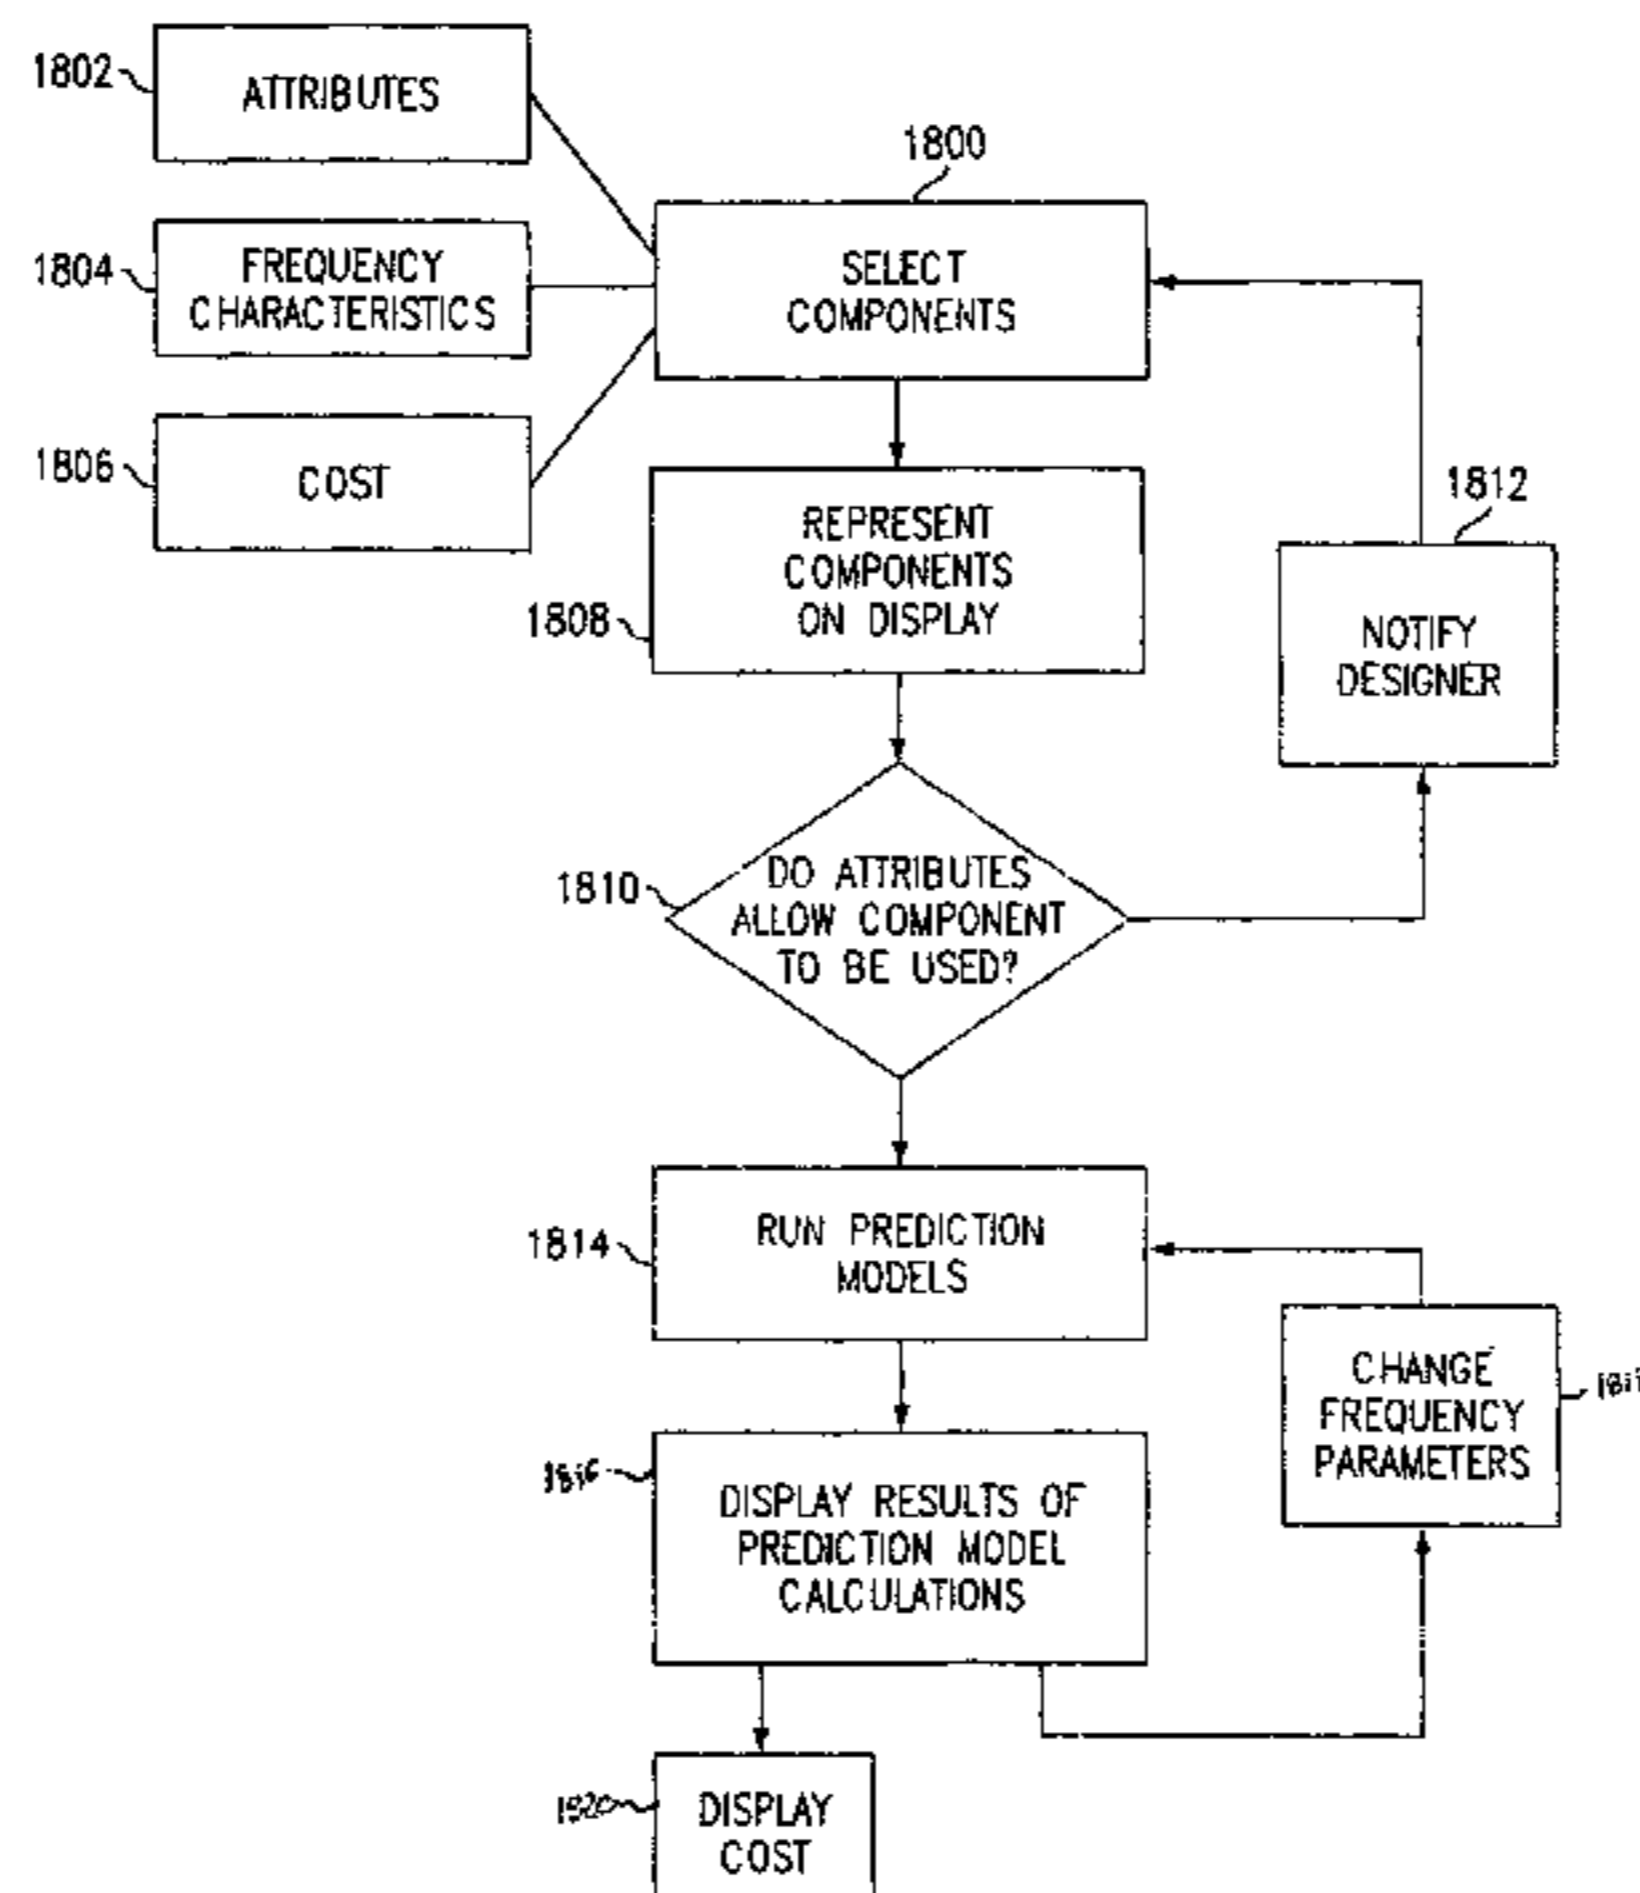 1802
ATTRIBUTES
1800
1804
FREQUENCY
CHARACTERISTICS
SELECT
COMPONENTS
1806
COST
1812
REPRESENT
COMPONENTS
ON DISPLAY
1808
NOTIFY
DESIGNER
1810
DO ATTRIBUTES
ALLOW COMPONENT
TO BE USED?
1814
RUN PREDICTION
MODELS
CHANGE
FREQUENCY
PARAMETERS
DISPLAY RESULTS OF
PREDICTION MODEL
CALCULATIONS
1820
DISPLAY
COST